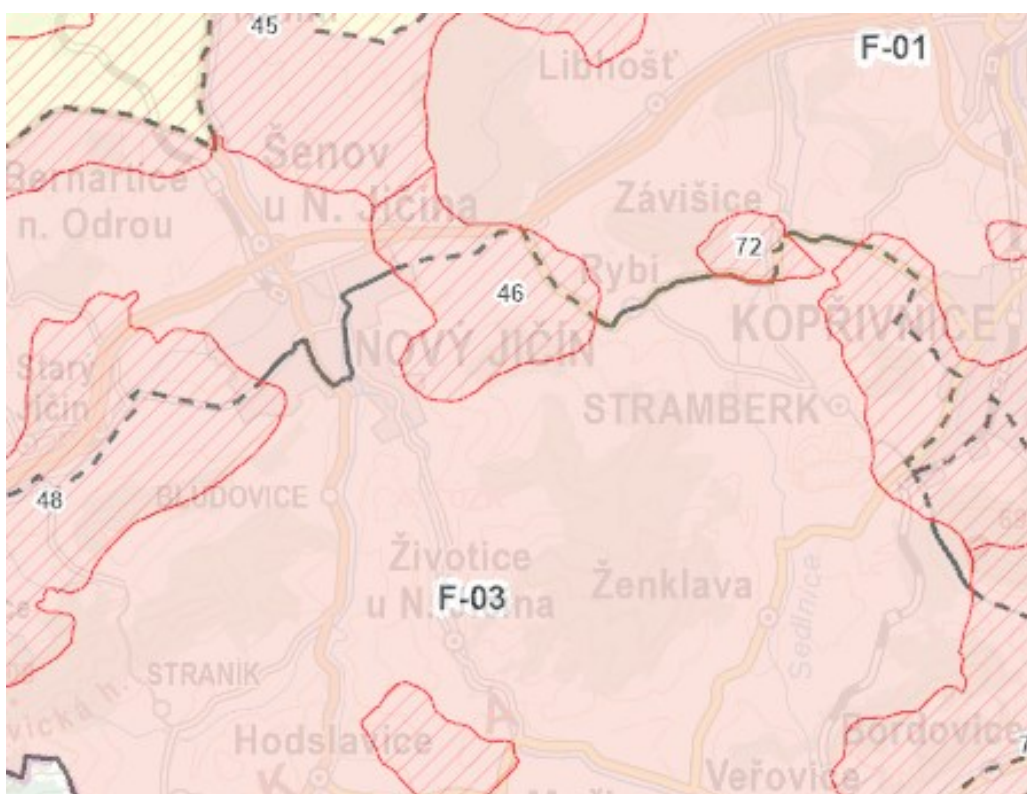 45
F-01
Libhošť
Šenov
u N. Jičína
Bernartice
n. Odrou
Závišice
72
Rybí
46
KOPŘIVNICE
NOVÝ JIČÍN
Starý
Jičín
ŠTRAMBERK
48
BLUDOVICE
Životice
u N. Jičína
F-03
Ženklava
Sedlnice
STRANÍK
Hodslavice
Bordovice
Veřovice